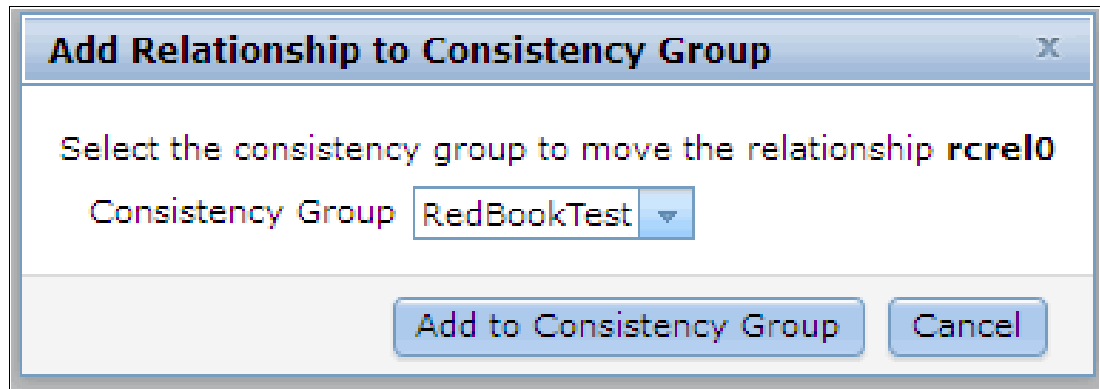 Add Relationship to Consistency Group x
Select the consistency group to move the relationship rcrel0
Consistency Group RedBookTest
Add to Consistency Group Cancel